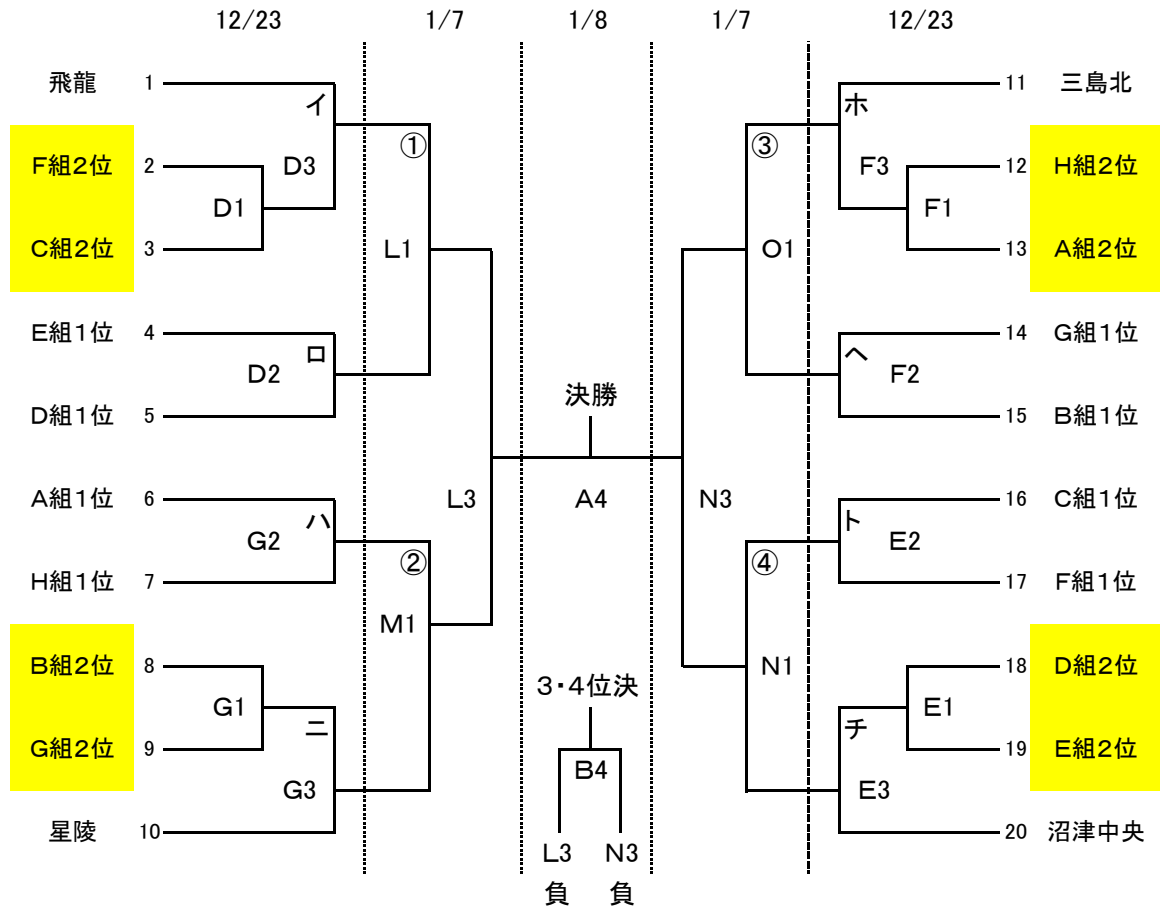 12/23 1/7 1/8 1/7 12/23
飛龍 1 11 三島北
イ ホ
① ③
F組2位 2 D3 F3 12 H組2位
D1 F1
C組2位 3 L1 O1 13 A組2位
E組1位 4 14 G組1位
ロ ヘ
D2 F2
決勝
D組1位 5 15 B組1位
A組1位 6 L3 A4 N3 16 C組1位
ハ ト
G2 E2
② ④
H組1位 7 17 F組1位
M1
B組2位 8 N1 18 D組2位
3・4位決
G1 E1
ニ チ
G組2位 9 19 E組2位
B4
G3 E3
星陵 10 20 沼津中央
L3 N3
負 負